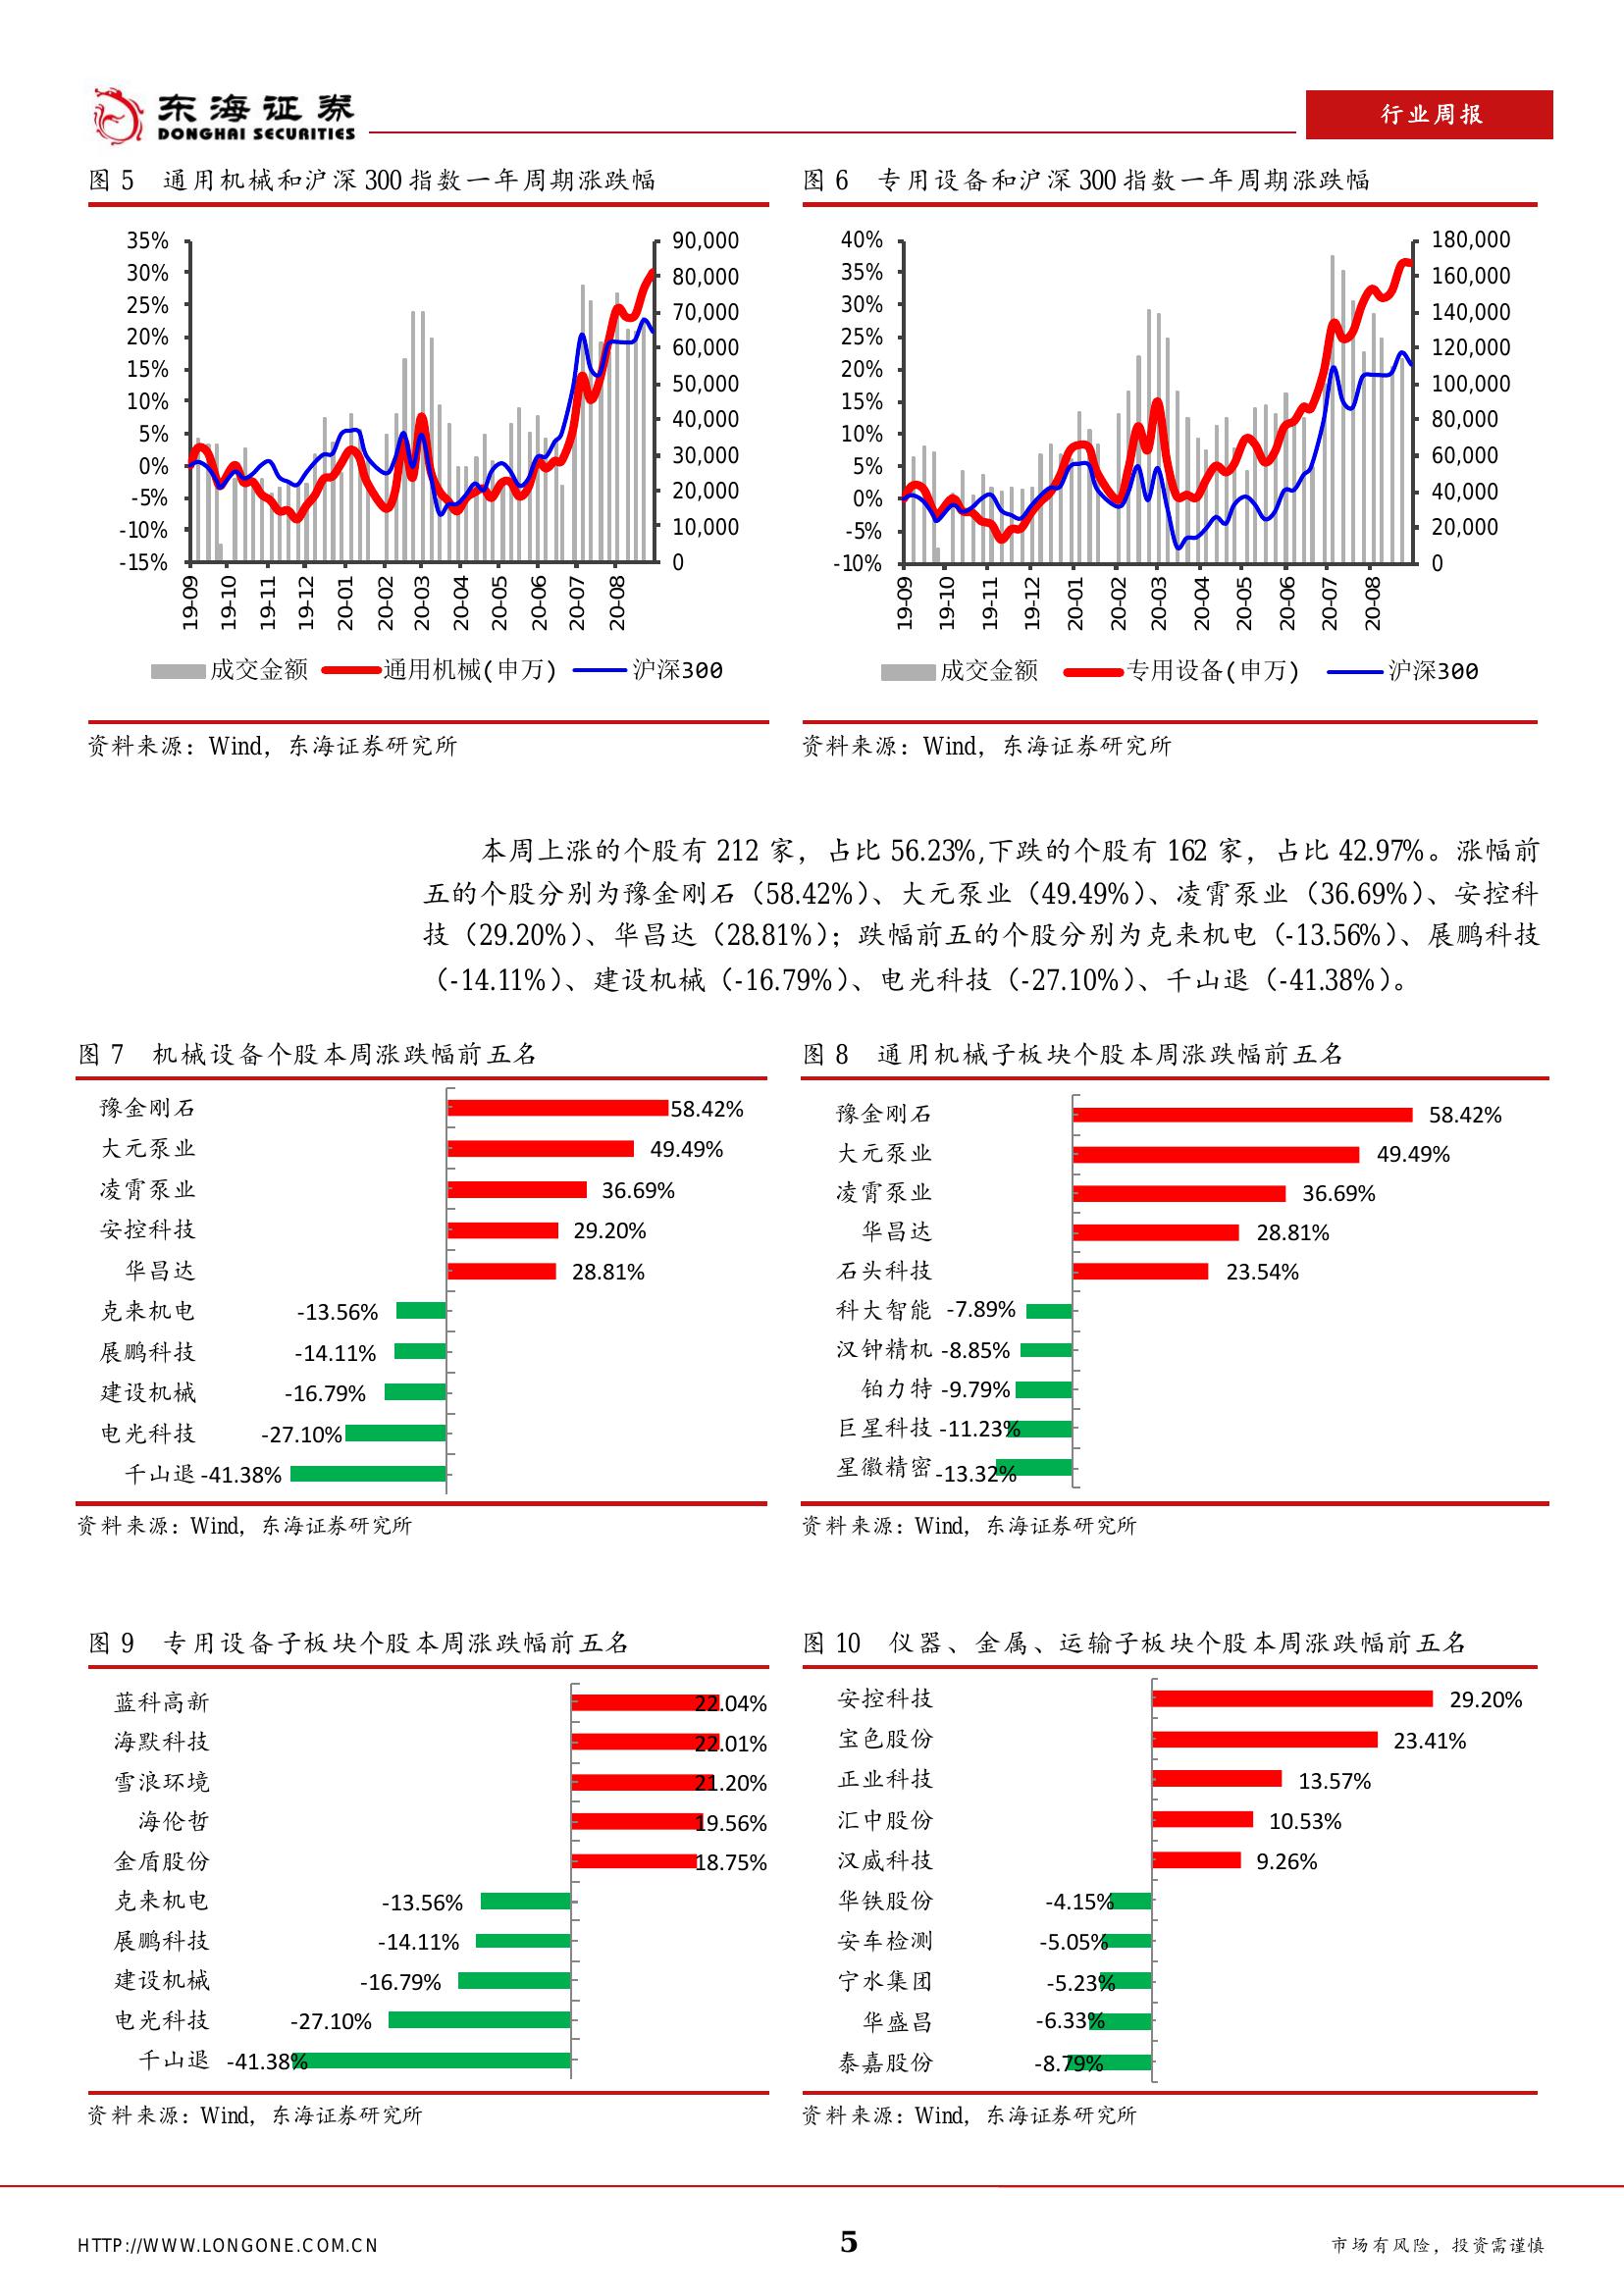 东海证券
DONGHAI SECURITIES
行业周报
图 5 通用机械和沪深 300 指数一年周期涨跌幅
35%
30%
25%
20%
15%
10%
5%
0%
-5%
-10%
-15%
90,000
80,000
70,000
60,000
50,000
40,000
30,000
20,000
10,000
0
19-09
19-10
19-11
19-12
20-01
20-02
20-03
20-04
20-05
20-06
20-07
20-08
成交金额 通用机械(申万) 沪深300
资料来源：Wind，东海证券研究所
图 6 专用设备和沪深 300 指数一年周期涨跌幅
40%
35%
30%
25%
20%
15%
10%
5%
0%
-5%
-10%
180,000
160,000
140,000
120,000
100,000
80,000
60,000
40,000
20,000
0
19-09
19-10
19-11
19-12
20-01
20-02
20-03
20-04
20-05
20-06
20-07
20-08
成交金额 专用设备(申万) 沪深300
资料来源：Wind，东海证券研究所
本周上涨的个股有 212 家，占比 56.23%,下跌的个股有 162 家，占比 42.97%。涨幅前
五的个股分别为豫金刚石（58.42%）、大元泵业（49.49%）、凌霄泵业（36.69%）、安控科
技（29.20%）、华昌达（28.81%）；跌幅前五的个股分别为克来机电（-13.56%）、展鹏科技
（-14.11%）、建设机械（-16.79%）、电光科技（-27.10%）、千山退（-41.38%）。
图 7 机械设备个股本周涨跌幅前五名
豫金刚石 58.42%
大元泵业 49.49%
凌霄泵业 36.69%
安控科技 29.20%
华昌达 28.81%
克来机电 -13.56%
展鹏科技 -14.11%
建设机械 -16.79%
电光科技 -27.10%
千山退 -41.38%
资料来源：Wind，东海证券研究所
图 8 通用机械子板块个股本周涨跌幅前五名
豫金刚石 58.42%
大元泵业 49.49%
凌霄泵业 36.69%
华昌达 28.81%
石头科技 23.54%
科大智能 -7.89%
汉钟精机 -8.85%
铂力特 -9.79%
巨星科技 -11.23%
星徽精密 -13.32%
资料来源：Wind，东海证券研究所
图 9 专用设备子板块个股本周涨跌幅前五名
蓝科高新 22.04%
海默科技 22.01%
雪浪环境 21.20%
海伦哲 19.56%
金盾股份 18.75%
克来机电 -13.56%
展鹏科技 -14.11%
建设机械 -16.79%
电光科技 -27.10%
千山退 -41.38%
资料来源：Wind，东海证券研究所
图 10 仪器、金属、运输子板块个股本周涨跌幅前五名
安控科技 29.20%
宝色股份 23.41%
正业科技 13.57%
汇中股份 10.53%
汉威科技 9.26%
华铁股份 -4.15%
安车检测 -5.05%
宁水集团 -5.23%
华盛昌 -6.33%
泰嘉股份 -8.79%
资料来源：Wind，东海证券研究所
HTTP://WWW.LONGONE.COM.CN
5
市场有风险，投资需谨慎